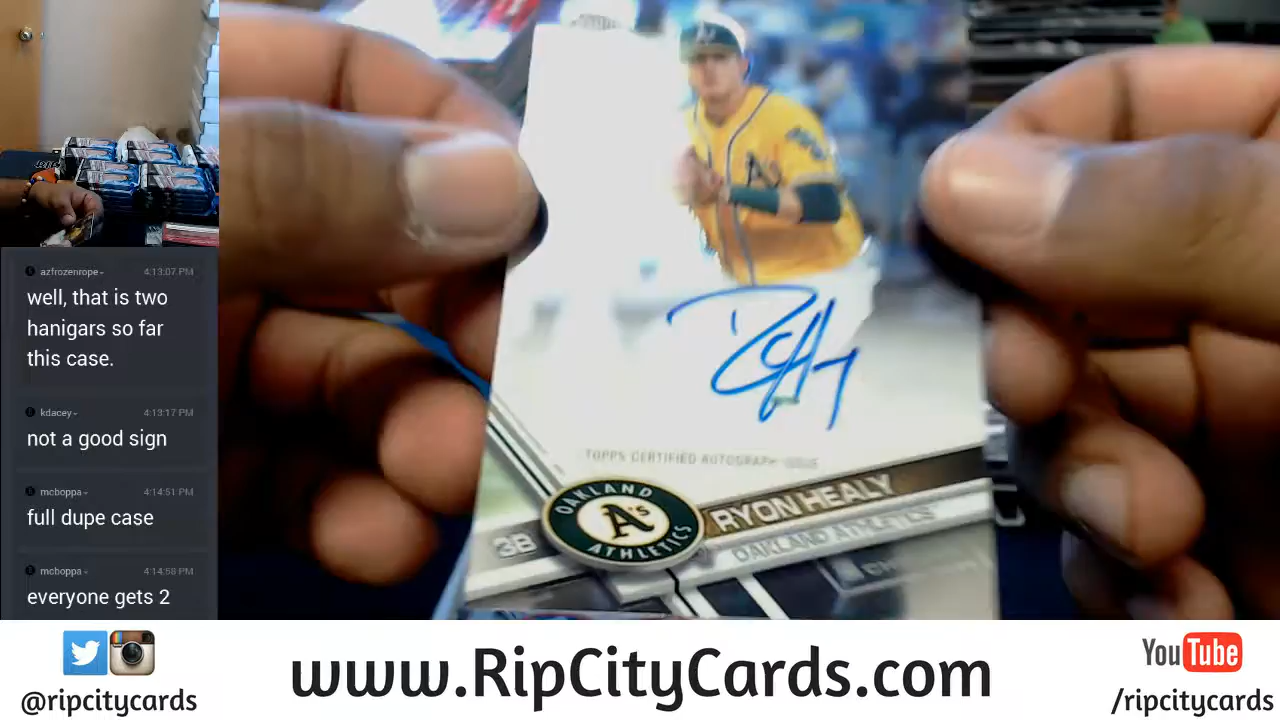 azfrozenrope
4:13:07 PM
well, that is two
hanigars so far
this case.
kdacey
4:13:17 PM
not a good sign
mcboppa
4:14:51 PM
full dupe case
mcboppa
4:14:58 PM
everyone gets 2
A's
TOPPS CERTIFIED AUTOGRAPH ISSUE
OAKLAND
A's
ATHLETICS
3B
RYON HEALY
OAKLAND ATHLETICS
@ripcitycards
www.RipCityCards.com
YouTube
/ripcitycards